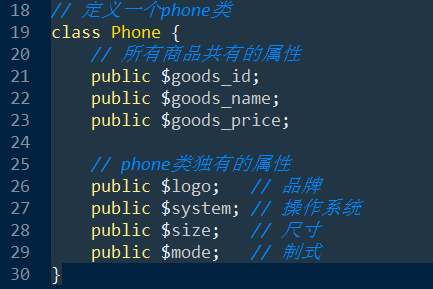 18 // 定义一个phone类
19 class Phone {
20     // 所有商品共有的属性
21     public $goods_id;
22     public $goods_name;
23     public $goods_price;
24
25     // phone类独有的属性
26     public $logo;   // 品牌
27     public $system; // 操作系统
28     public $size;   // 尺寸
29     public $mode;   // 制式
30 }